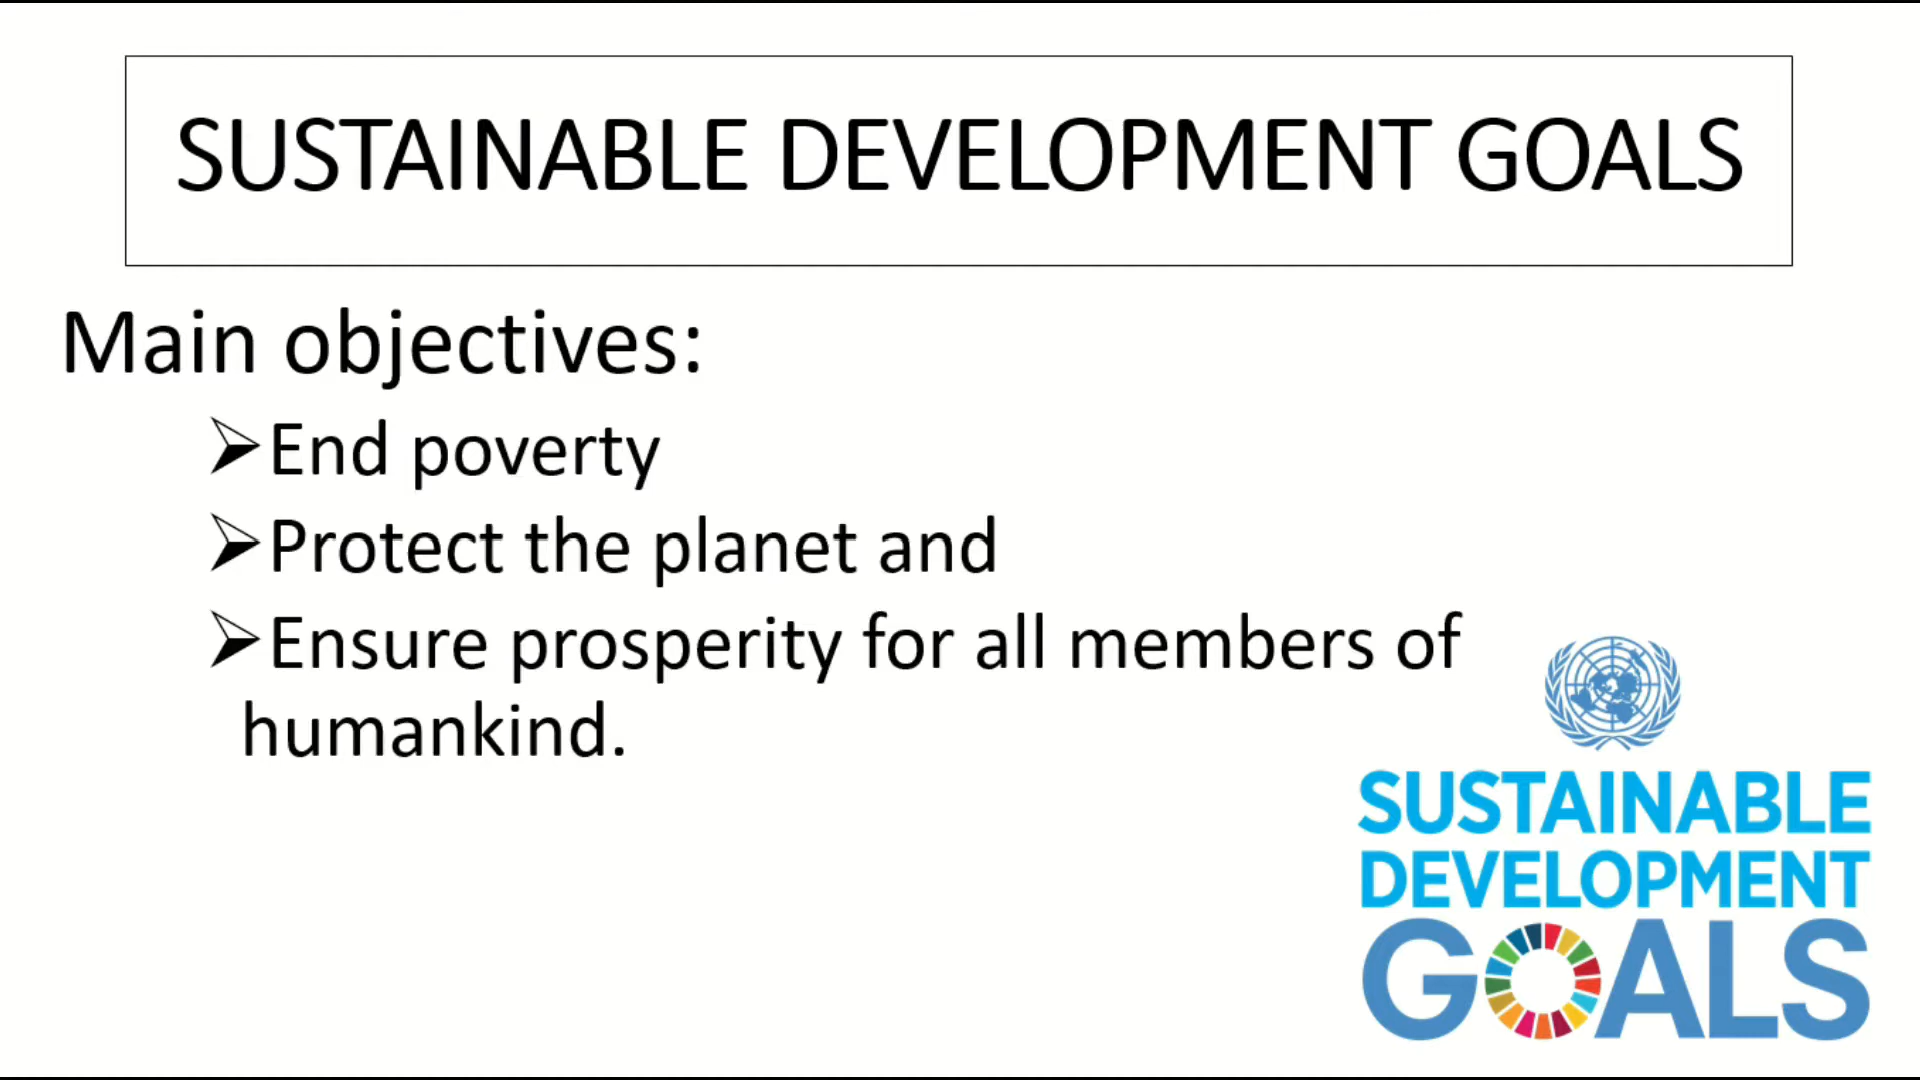 SUSTAINABLE DEVELOPMENT GOALS
Main objectives:
➢End poverty
➢Protect the planet and
➢Ensure prosperity for all members of
humankind.
SUSTAINABLE
DEVELOPMENT
GOALS